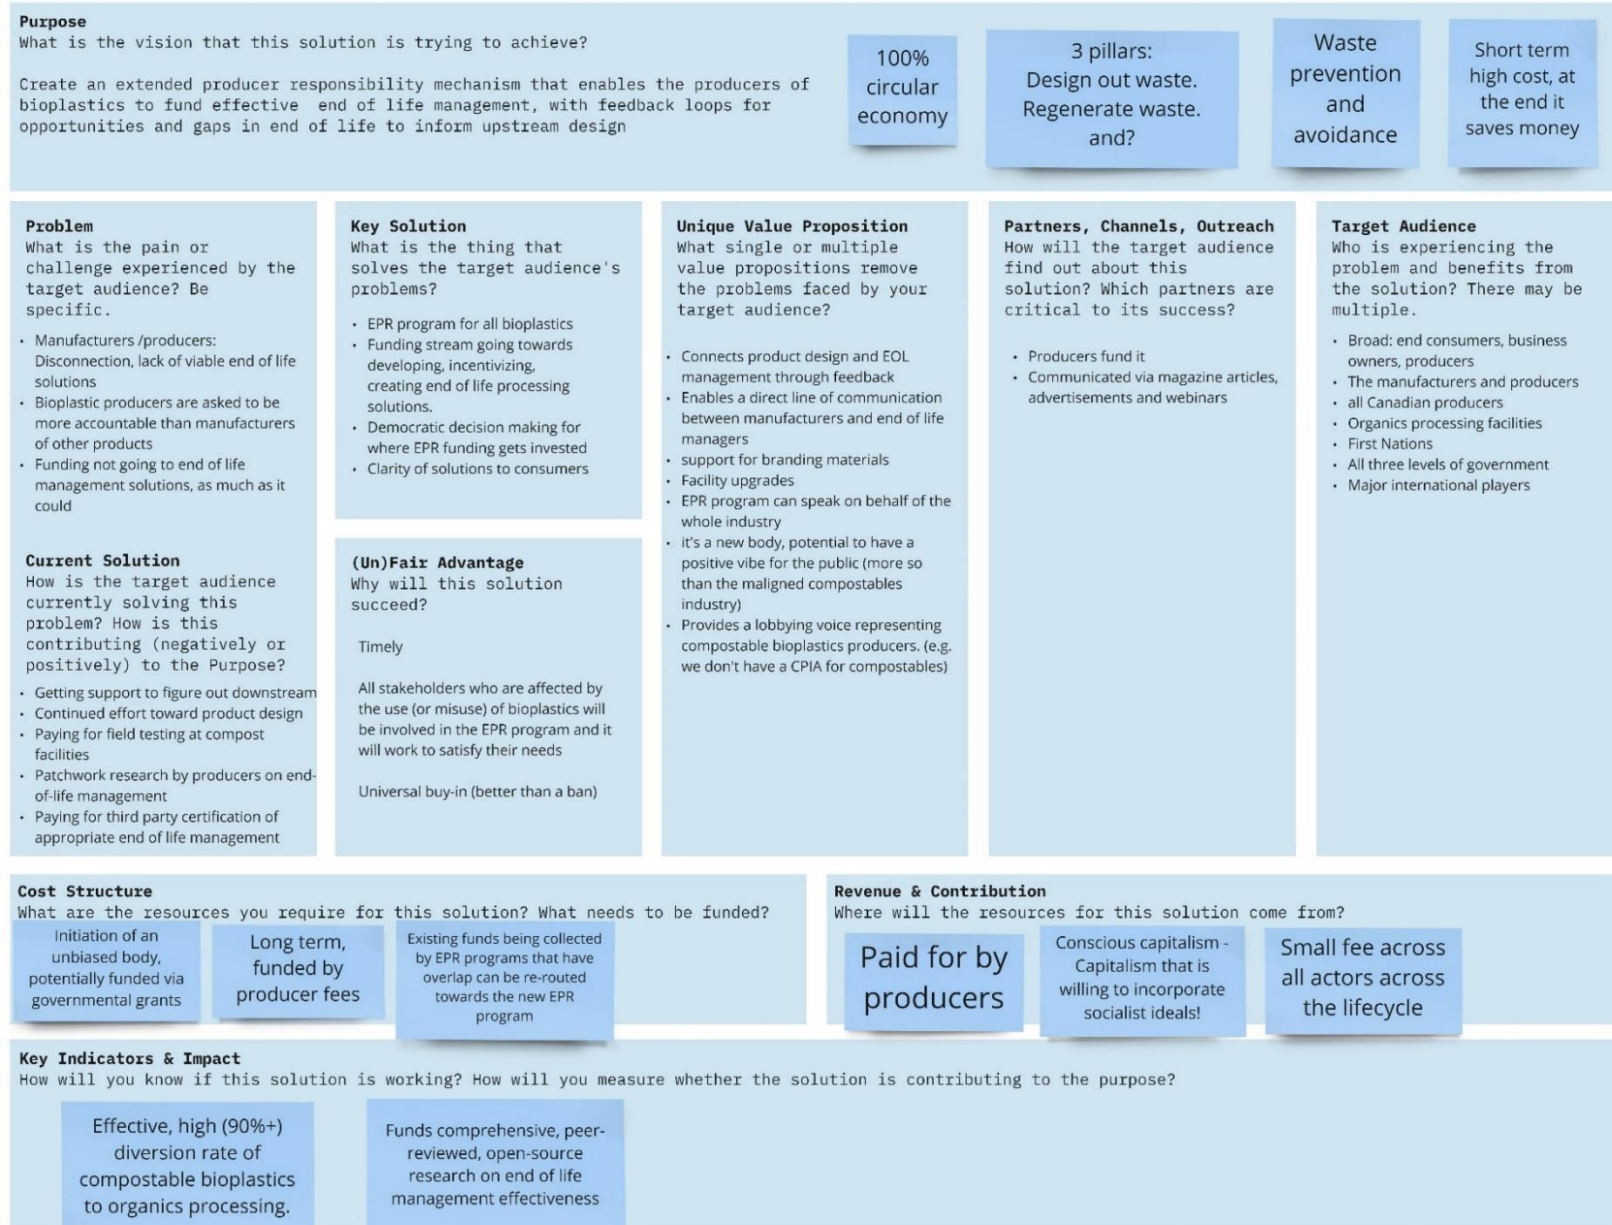 Purpose
What is the vision that this solution is trying to achieve?
Create an extended producer responsibility mechanism that enables the producers of
bioplastics to fund effective end of life management, with feedback loops for
opportunities and gaps in end of life to inform upstream design
100%
circular
economy
3 pillars:
Design out waste.
Regenerate waste.
and?
Waste
prevention
and
avoidance
Short term
high cost, at
the end it
saves money
Problem
What is the pain or
challenge experienced by the
target audience? Be
specific.
• Manufacturers /producers:
Disconnection, lack of viable end of life
solutions
• Bioplastic producers are asked to be
more accountable than manufacturers
of other products
• Funding not going to end of life
management solutions, as much as it
could
Current Solution
How is the target audience
currently solving this
problem? How is this
contributing (negatively or
positively) to the Purpose?
• Getting support to figure out downstream
• Continued effort toward product design
• Paying for field testing at compost
facilities
• Patchwork research by producers on end-
of-life management
• Paying for third party certification of
appropriate end of life management
Key Solution
What is the thing that
solves the target audience's
problems?
• EPR program for all bioplastics
• Funding stream going towards
developing, incentivizing,
creating end of life processing
solutions.
• Democratic decision making for
where EPR funding gets invested
• Clarity of solutions to consumers
(Un)Fair Advantage
Why will this solution
succeed?
Timely
All stakeholders who are affected by
the use (or misuse) of bioplastics will
be involved in the EPR program and it
will work to satisfy their needs
Universal buy-in (better than a ban)
Unique Value Proposition
What single or multiple
value propositions remove
the problems faced by your
target audience?
• Connects product design and EOL
management through feedback
• Enables a direct line of communication
between manufacturers and end of life
managers
• support for branding materials
• Facility upgrades
• EPR program can speak on behalf of the
whole industry
• it's a new body, potential to have a
positive vibe for the public (more so
than the maligned compostables
industry)
• Provides a lobbying voice representing
compostable bioplastics producers. (e.g.
we don't have a CPIA for compostables)
Partners, Channels, Outreach
How will the target audience
find out about this
solution? Which partners are
critical to its success?
• Producers fund it
• Communicated via magazine articles,
advertisements and webinars
Target Audience
Who is experiencing the
problem and benefits from
the solution? There may be
multiple.
• Broad: end consumers, business
owners, producers
• The manufacturers and producers
• all Canadian producers
• Organics processing facilities
• First Nations
• All three levels of government
• Major international players
Cost Structure
What are the resources you require for this solution? What needs to be funded?
Initiation of an
unbiased body,
potentially funded via
governmental grants
Long term,
funded by
producer fees
Existing funds being collected
by EPR programs that have
overlap can be re-routed
towards the new EPR
program
Revenue & Contribution
Where will the resources for this solution come from?
Paid for by
producers
Conscious capitalism -
Capitalism that is
willing to incorporate
socialist ideals!
Small fee across
all actors across
the lifecycle
Key Indicators & Impact
How will you know if this solution is working? How will you measure whether the solution is contributing to the purpose?
Effective, high (90%+)
diversion rate of
compostable bioplastics
to organics processing.
Funds comprehensive, peer-
reviewed, open-source
research on end of life
management effectiveness